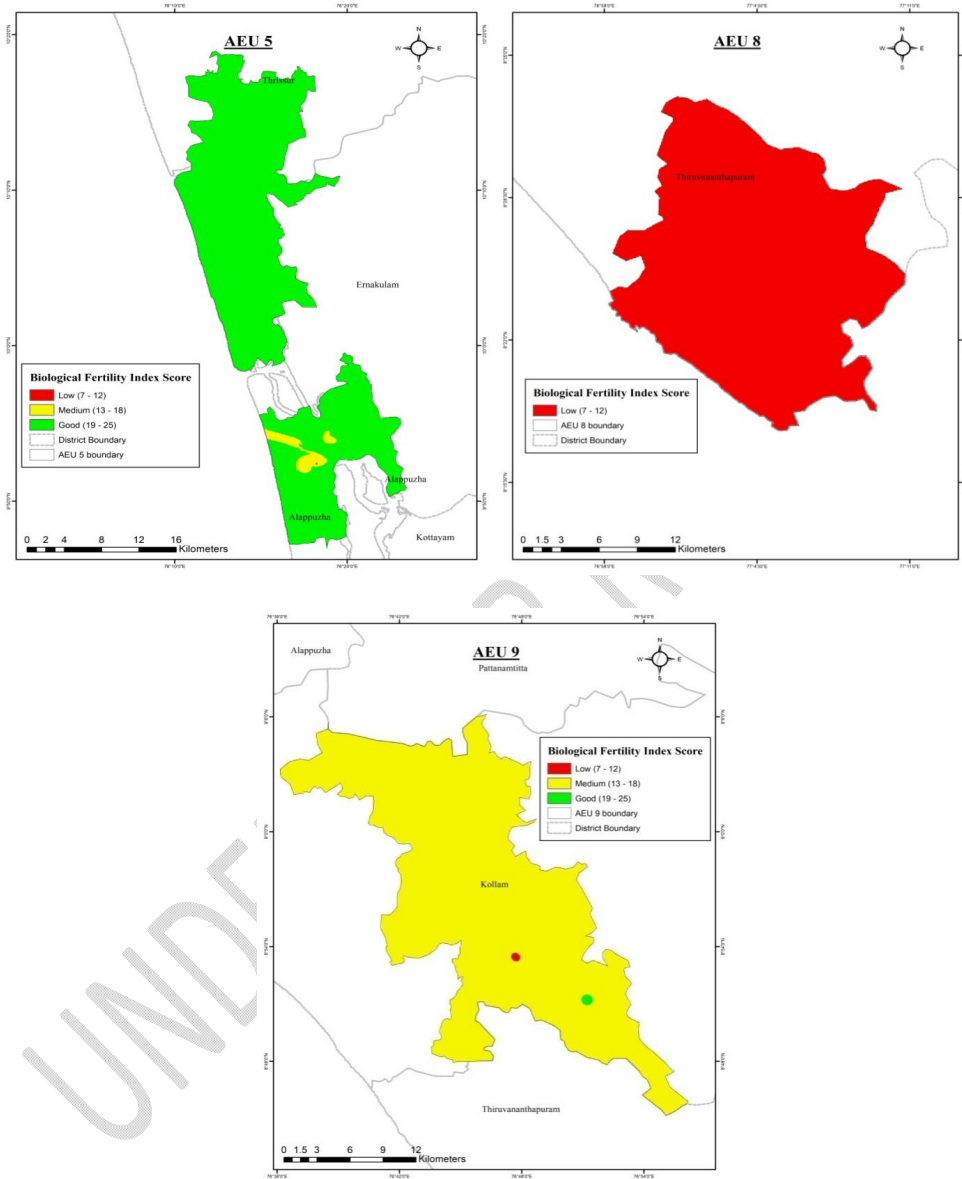 AEU 5
N
W E
S
Thrissur
Ernakulam
Biological Fertility Index Score
Low (7 - 12)
Medium (13 - 18)
Good (19 - 25)
District Boundary
AEU 5 boundary
Alappuzha
Alappuzha
Kottayam
0 2 4 8 12 16
Kilometers
AEU 8
N
W E
S
Thiruvananthapuram
Biological Fertility Index Score
Low (7 - 12)
AEU 8 boundary
District Boundary
0 1.5 3 6 9 12
Kilometers
AEU 9
N
W E
S
Alappuzha
Pattanamtitta
Biological Fertility Index Score
Low (7 - 12)
Medium (13 - 18)
Good (19 - 25)
AEU 9 boundary
District Boundary
Kollam
Thiruvananthapuram
0 1.5 3 6 9 12
Kilometers
UNDE